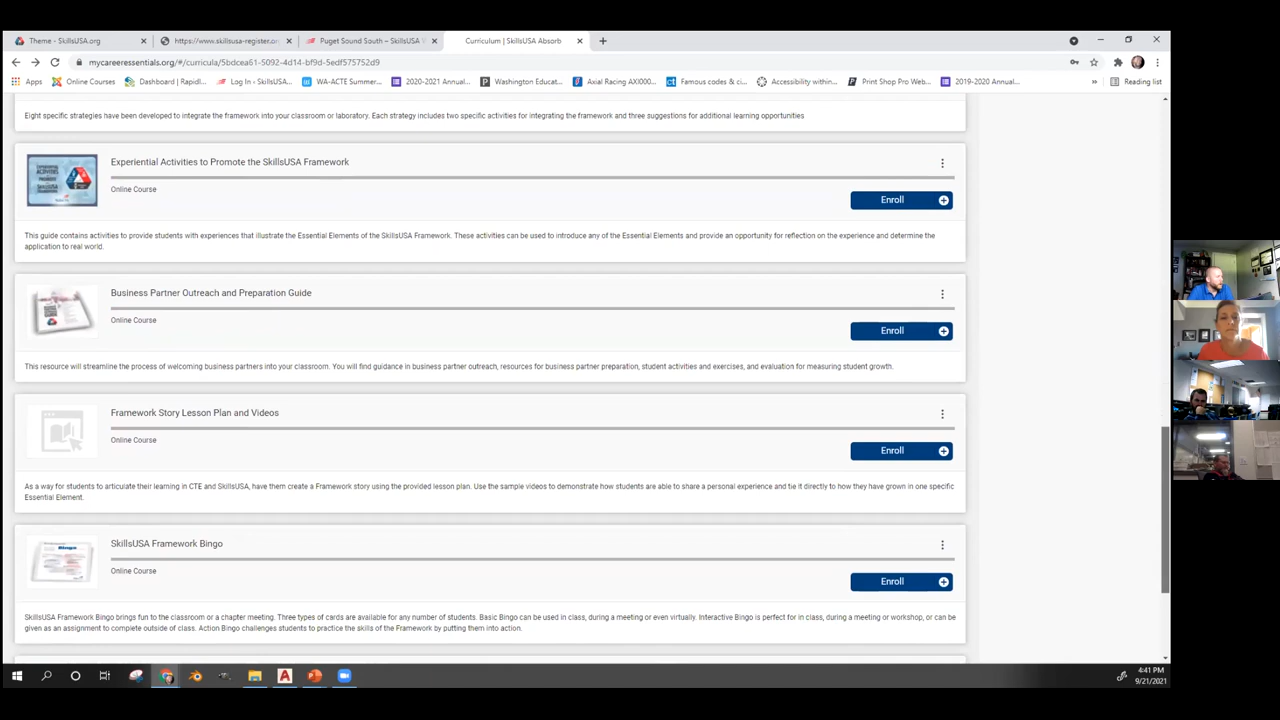 Theme - SkillsUSA.org
https://www.skillsusa-register.or
Puget Sound South – SkillsUSA
Curriculum | SkillsUSA Absorb
mycareeressentials.org/#/curricula/5bdcea61-5092-4d14-bf9d-5edf575752d9
Apps
Online Courses
Dashboard | Rapidl...
Log In ‹ SkillsUSA...
WA-ACTE Summer...
2020-2021 Annual...
Washington Educat...
Axial Racing AXI000...
Famous codes & ci...
Accessibility within...
Print Shop Pro Web...
2019-2020 Annual...
Reading list
Eight specific strategies have been developed to integrate the framework into your classroom or laboratory. Each strategy includes two specific activities for integrating the framework and three suggestions for additional learning opportunities
Experiential Activities to Promote the SkillsUSA Framework
Online Course
Enroll
This guide contains activities to provide students with experiences that illustrate the Essential Elements of the SkillsUSA Framework. These activities can be used to introduce any of the Essential Elements and provide an opportunity for reflection on the experience and determine the
application to real world.
Business Partner Outreach and Preparation Guide
Online Course
Enroll
This resource will streamline the process of welcoming business partners into your classroom. You will find guidance in business partner outreach, resources for business partner preparation, student activities and exercises, and evaluation for measuring student growth.
Framework Story Lesson Plan and Videos
Online Course
Enroll
As a way for students to articulate their learning in CTE and SkillsUSA, have them create a Framework story using the provided lesson plan. Use the sample videos to demonstrate how students are able to share a personal experience and tie it directly to how they have grown in one specific
Essential Element.
SkillsUSA Framework Bingo
Online Course
Enroll
SkillsUSA Framework Bingo brings fun to the classroom or a chapter meeting. Three types of cards are available for any number of students. Basic Bingo can be used in class, during a meeting or even virtually. Interactive Bingo is perfect for in class, during a meeting or workshop, or can be
given as an assignment to complete outside of class. Action Bingo challenges students to practice the skills of the Framework by putting them into action.
4:41 PM
9/21/2021